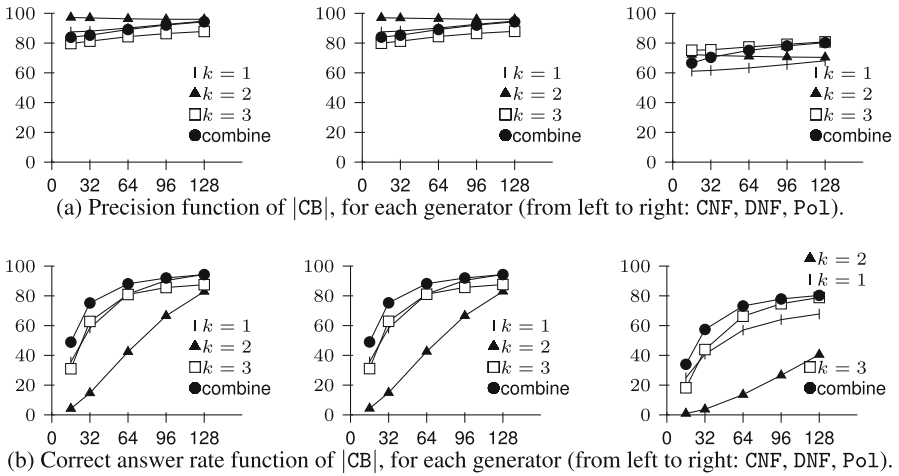 100
80
60
40
20
0
0 32 64 96 128
k = 1
k = 2
k = 3
combine
100
80
60
40
20
0
0 32 64 96 128
k = 1
k = 2
k = 3
combine
100
80
60
40
20
0
0 32 64 96 128
k = 1
k = 2
k = 3
combine
(a) Precision function of |CB|, for each generator (from left to right: CNF, DNF, Pol).
100
80
60
40
20
0
0 32 64 96 128
k = 1
k = 2
k = 3
combine
100
80
60
40
20
0
0 32 64 96 128
k = 1
k = 2
k = 3
combine
100
80
60
40
20
0
0 32 64 96 128
k = 2
k = 1
k = 3
combine
(b) Correct answer rate function of |CB|, for each generator (from left to right: CNF, DNF, Pol).